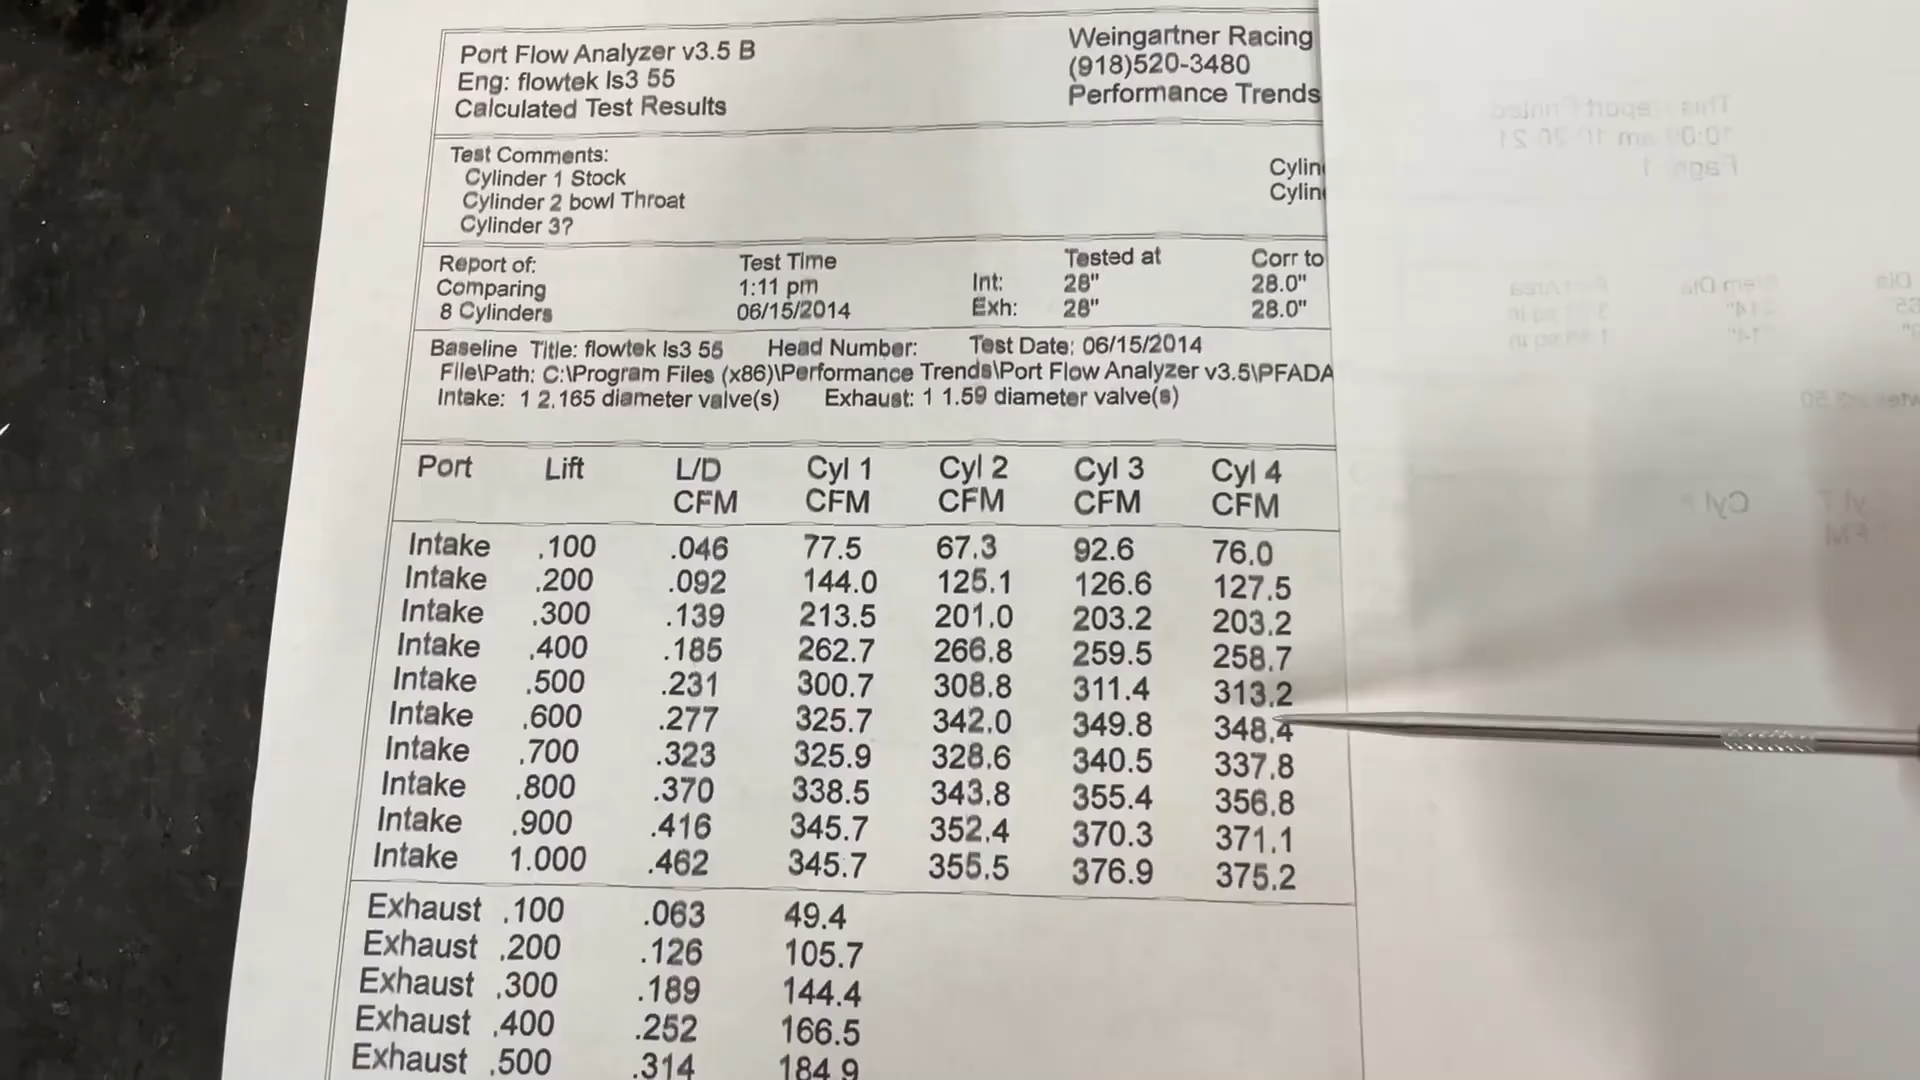 Port Flow Analyzer v3.5 B
Eng: flowtek ls3 55
Calculated Test Results
Weingartner Racing
(918)520-3480
Performance Trends
Test Comments:
Cylinder 1 Stock
Cylinder 2 bowl Throat
Cylinder 3?
Cylin
Cylin
Report of: Test Time Tested at Corr to
Comparing 1:11 pm Int: 28" 28.0"
8 Cylinders 06/15/2014 Exh: 28" 28.0"
Baseline Title: flowtek ls3 55 Head Number: Test Date: 06/15/2014
File\Path: C:\Program Files (x86)\Performance Trends\Port Flow Analyzer v3.5\PFADA
Intake: 1 2.165 diameter valve(s) Exhaust: 1 1.59 diameter valve(s)
Port Lift L/D Cyl 1 Cyl 2 Cyl 3 Cyl 4
CFM CFM CFM CFM CFM
Intake .100 .046 77.5 67.3 92.6 76.0
Intake .200 .092 144.0 125.1 126.6 127.5
Intake .300 .139 213.5 201.0 203.2 203.2
Intake .400 .185 262.7 266.8 259.5 258.7
Intake .500 .231 300.7 308.8 311.4 313.2
Intake .600 .277 325.7 342.0 349.8 348.4
Intake .700 .323 325.9 328.6 340.5 337.8
Intake .800 .370 338.5 343.8 355.4 356.8
Intake .900 .416 345.7 352.4 370.3 371.1
Intake 1.000 .462 345.7 355.5 376.9 375.2
Exhaust .100 .063 49.4
Exhaust .200 .126 105.7
Exhaust .300 .189 144.4
Exhaust .400 .252 166.5
Exhaust .500 .314 184.9